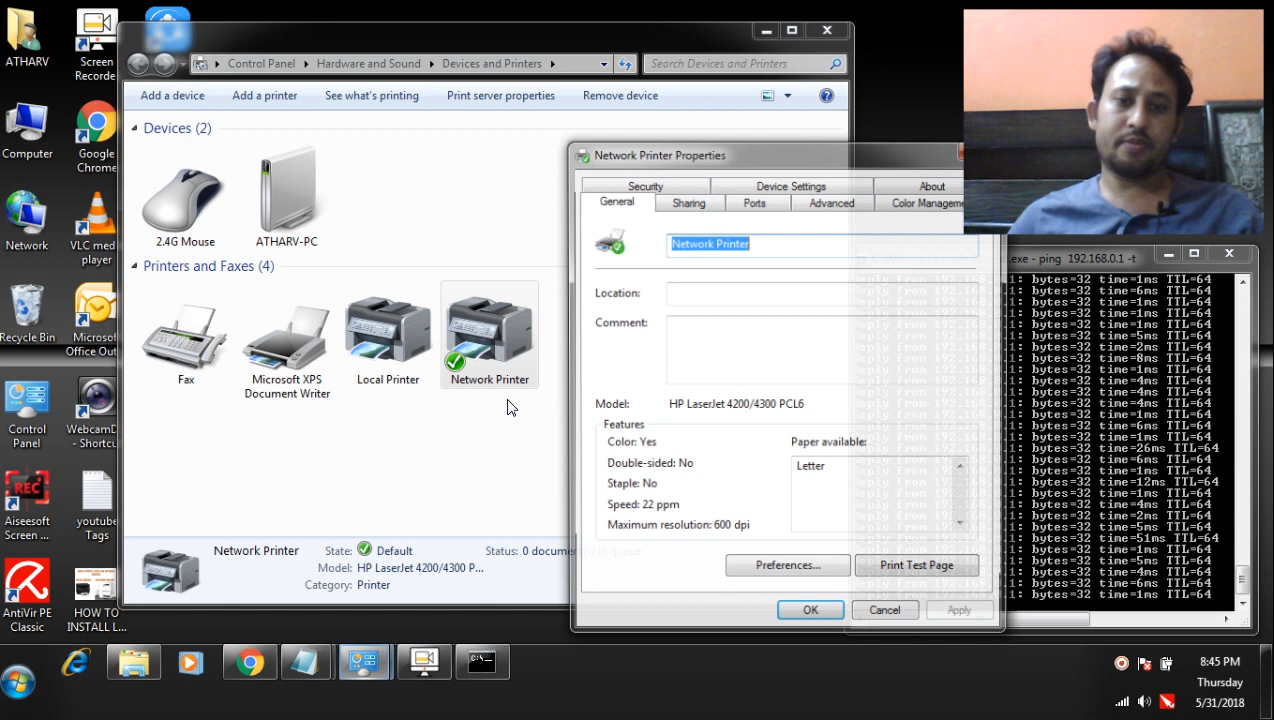 ATHARV
Screen
Recorde
Computer
Google
Chrome
Network
VLC med
player
Recycle Bin
Microsof
Office Out
Control
Panel
WebcamD
- Shortcu
Aiseesoft
Screen ...
youtube
Tags
AntiVir PE
Classic
HOW TO
INSTALL L...
Control Panel
Hardware and Sound
Devices and Printers
Search Devices and Printers
Add a device
Add a printer
See what's printing
Print server properties
Remove device
Devices (2)
2.4G Mouse
ATHARV-PC
Printers and Faxes (4)
Fax
Microsoft XPS
Document Writer
Local Printer
Network Printer
Network Printer
State:
Default
Status: 0 document
Model: HP LaserJet 4200/4300 P...
Category: Printer
Network Printer Properties
Security
Device Settings
About
General
Sharing
Ports
Advanced
Color Manageme
Network Printer
Location:
Comment:
Model: HP LaserJet 4200/4300 PCL6
Features
Color: Yes
Paper available:
Double-sided: No
Letter
Staple: No
Speed: 22 ppm
Maximum resolution: 600 dpi
Preferences...
Print Test Page
OK
Cancel
Apply
.exe - ping 192.168.0.1 -t
.1: bytes=32 time=1ms TTL=64
.1: bytes=32 time=6ms TTL=64
.1: bytes=32 time=1ms TTL=64
.1: bytes=32 time=1ms TTL=64
.1: bytes=32 time=1ms TTL=64
.1: bytes=32 time=5ms TTL=64
.1: bytes=32 time=2ms TTL=64
.1: bytes=32 time=2ms TTL=64
.1: bytes=32 time=1ms TTL=64
.1: bytes=32 time=4ms TTL=64
.1: bytes=32 time=4ms TTL=64
.1: bytes=32 time=1ms TTL=64
.1: bytes=32 time=4ms TTL=64
.1: bytes=32 time=6ms TTL=64
.1: bytes=32 time=1ms TTL=64
.1: bytes=32 time=26ms TTL=64
.1: bytes=32 time=6ms TTL=64
.1: bytes=32 time=1ms TTL=64
.1: bytes=32 time=12ms TTL=64
.1: bytes=32 time=1ms TTL=64
.1: bytes=32 time=4ms TTL=64
.1: bytes=32 time=2ms TTL=64
.1: bytes=32 time=5ms TTL=64
.1: bytes=32 time=51ms TTL=64
.1: bytes=32 time=1ms TTL=64
.1: bytes=32 time=5ms TTL=64
.1: bytes=32 time=4ms TTL=64
.1: bytes=32 time=6ms TTL=64
.1: bytes=32 time=1ms TTL=64
REC
C:\
8:45 PM
Thursday
5/31/2018